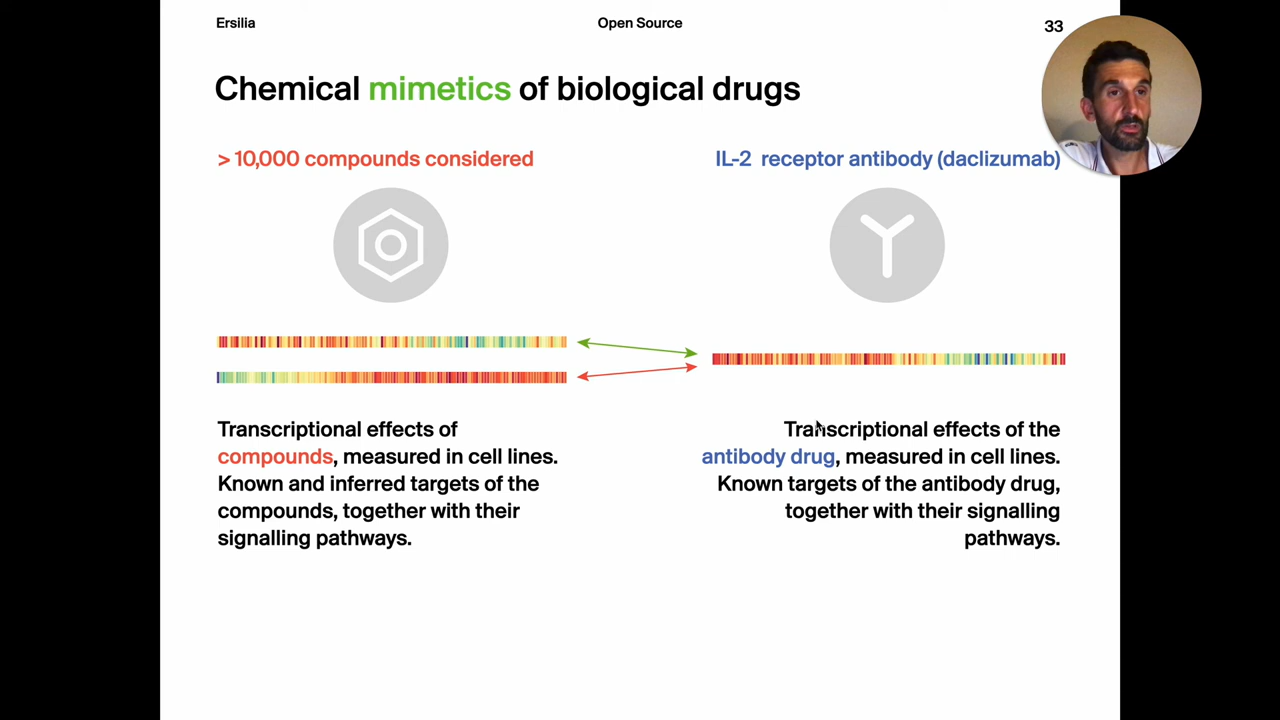 Ersilia
Open Source
33
Chemical mimetics of biological drugs
> 10,000 compounds considered
IL-2 receptor antibody (daclizumab)
Transcriptional effects of
compounds, measured in cell lines.
Known and inferred targets of the
compounds, together with their
signalling pathways.
Transcriptional effects of the
antibody drug, measured in cell lines.
Known targets of the antibody drug,
together with their signalling
pathways.